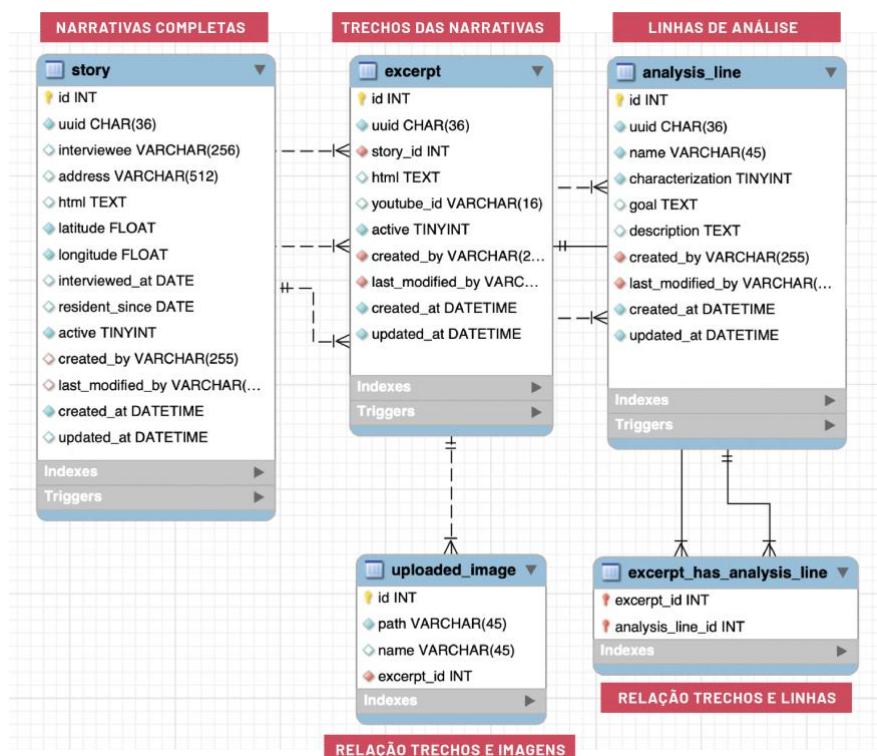 NARRATIVAS COMPLETAS
story
id INT
uuid CHAR(36)
interviewee VARCHAR(256)
address VARCHAR(512)
html TEXT
latitude FLOAT
longitude FLOAT
interviewed_at DATE
resident_since DATE
active TINYINT
created_by VARCHAR(255)
last_modified_by VARCHAR(...
created_at DATETIME
updated_at DATETIME
Indexes
Triggers
TRECHOS DAS NARRATIVAS
excerpt
id INT
uuid CHAR(36)
story_id INT
html TEXT
youtube_id VARCHAR(16)
active TINYINT
created_by VARCHAR(2...
last_modified_by VARC...
created_at DATETIME
updated_at DATETIME
Indexes
Triggers
LINHAS DE ANÁLISE
analysis_line
id INT
uuid CHAR(36)
name VARCHAR(45)
characterization TINYINT
goal TEXT
description TEXT
created_by VARCHAR(255)
last_modified_by VARCHAR(...
created_at DATETIME
updated_at DATETIME
Indexes
Triggers
uploaded_image
id INT
path VARCHAR(45)
name VARCHAR(45)
excerpt_id INT
Indexes
RELAÇÃO TRECHOS E IMAGENS
excerpt_has_analysis_line
excerpt_id INT
analysis_line_id INT
Indexes
RELAÇÃO TRECHOS E LINHAS